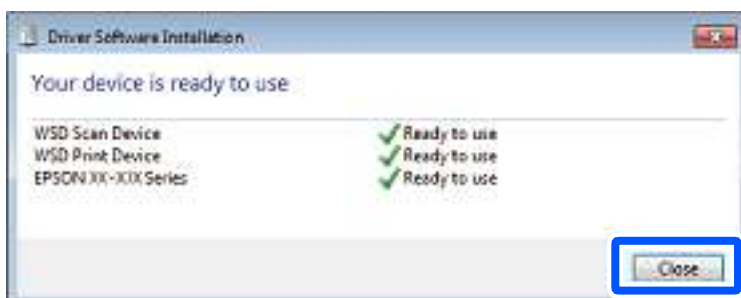 Driver Software Installation
Your device is ready to use
WSD Scan Device Ready to use
WSD Print Device Ready to use
EPSON XX-XXX Series Ready to use
Close